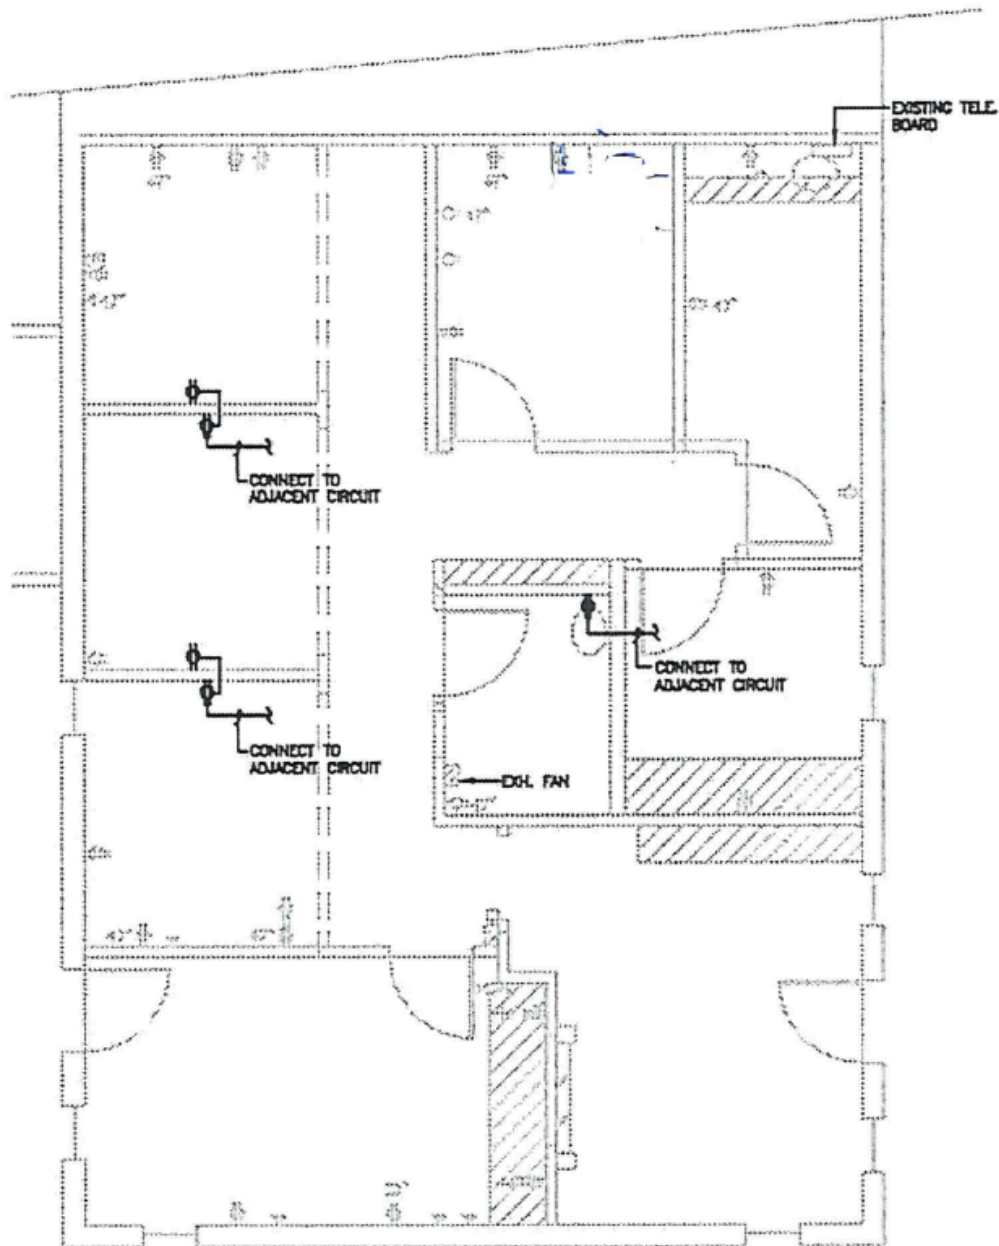 EXISTING TELE.
BOARD
CONNECT TO
ADJACENT CIRCUIT
CONNECT TO
ADJACENT CIRCUIT
CONNECT TO
ADJACENT CIRCUIT
EXH. FAN